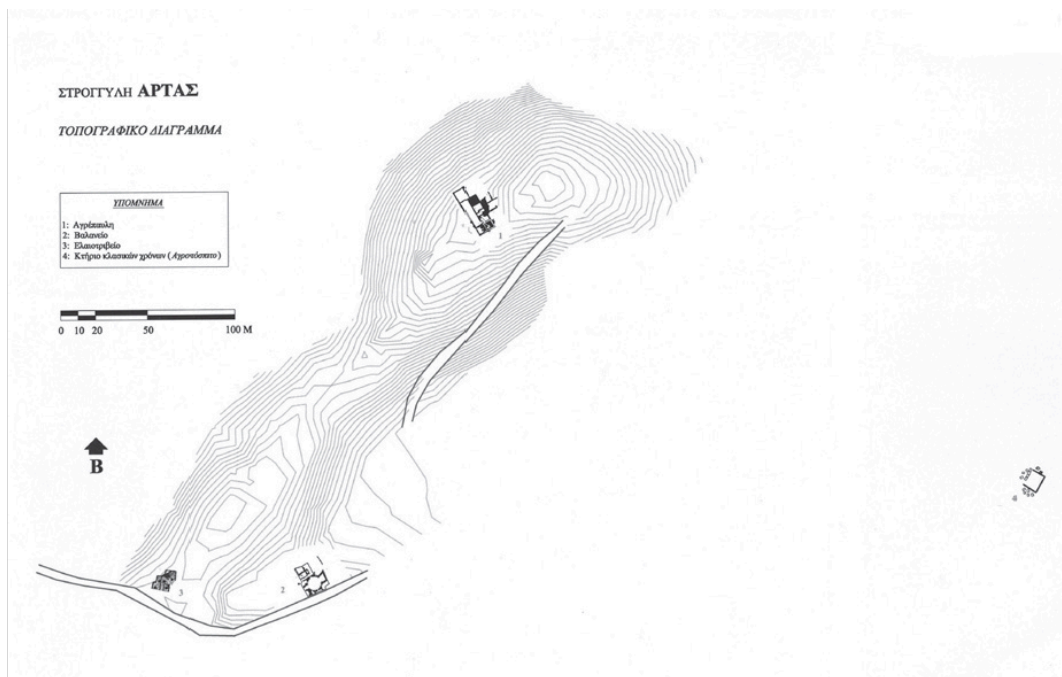 ΣΤΡΟΓΓΥΛΗ ΑΡΤΑΣ
ΤΟΠΟΓΡΑΦΙΚΟ ΔΙΑΓΡΑΜΜΑ
ΥΠΟΜΝΗΜΑ
1: Αγρέπαυλη
2: Βαλανείο
3: Ελαιοτριβείο
4: Κτήριο κλασικών χρόνων (Αγροτόσπιτο)
0 10 20 50 100 Μ
Β
1
2
3
4